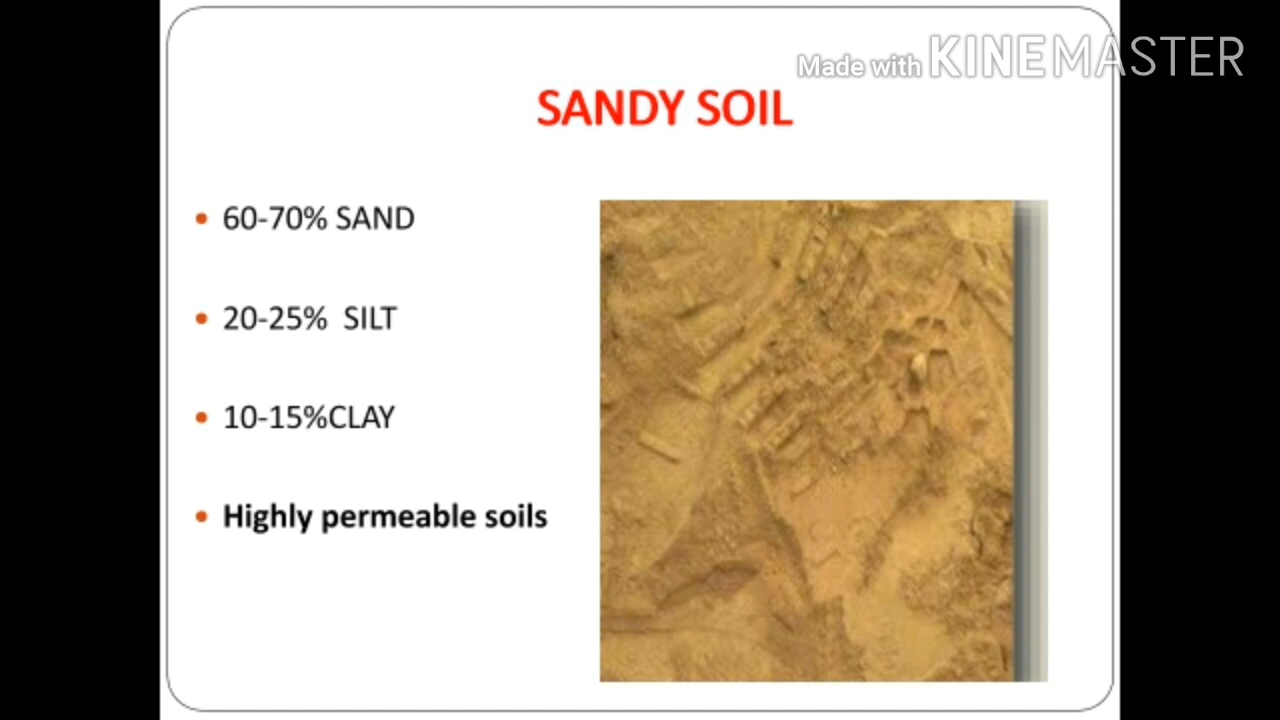 Made with KINEMASTER
SANDY SOIL
• 60-70% SAND
• 20-25% SILT
• 10-15%CLAY
• Highly permeable soils